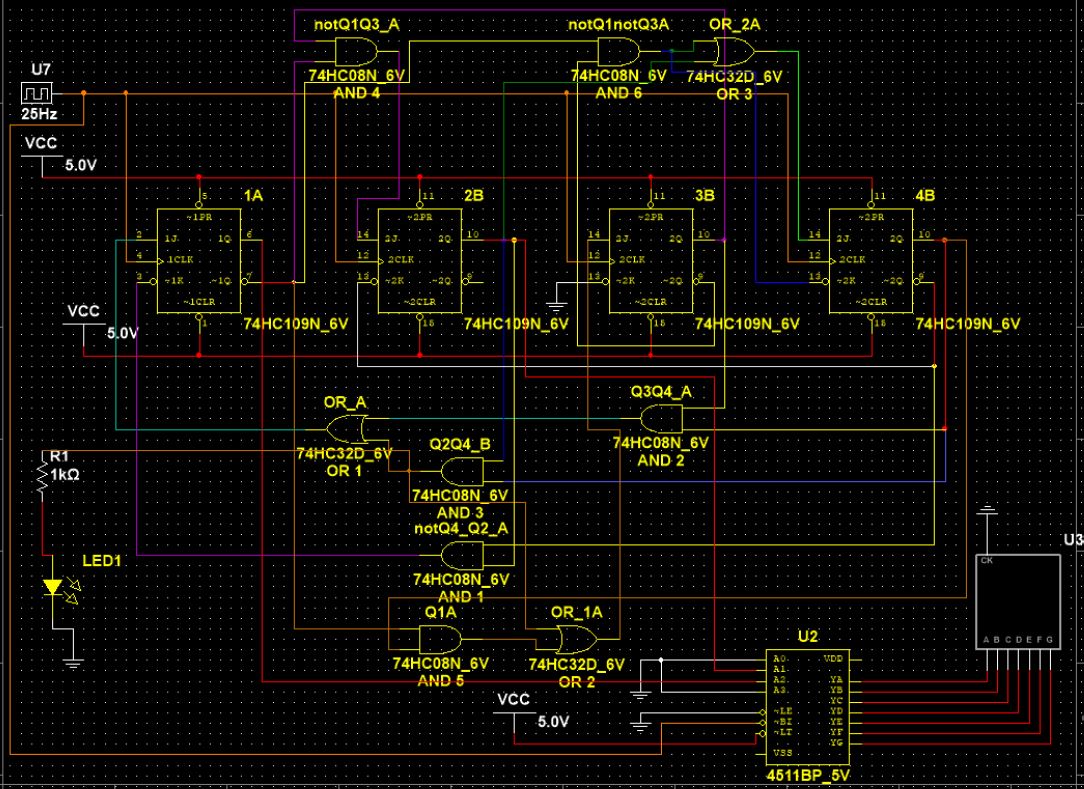 notQ1Q3_A
notQ1notQ3A
OR_2A
U7
25Hz
74HC08N_6V
AND 4
74HC08N_6V
AND 6
74HC32D_6V
OR 3
VCC
5.0V
1A
2B
3B
4B
5
11
11
11
~1PR
~2PR
~2PR
~2PR
2 1J 1Q 6
14 2J 2Q 10
14 2J 2Q 10
14 2J 2Q 10
4 1CLK
12 2CLK
12 2CLK
12 2CLK
3 ~1K ~1Q 7
13 ~2K ~2Q 9
13 ~2K ~2Q 9
13 ~2K ~2Q 9
~1CLR
~2CLR
~2CLR
~2CLR
1
15
15
15
74HC109N_6V
74HC109N_6V
74HC109N_6V
74HC109N_6V
VCC
5.0V
Q3Q4_A
74HC08N_6V
AND 2
OR_A
74HC32D_6V
OR 1
Q2Q4_B
74HC08N_6V
AND 3
R1
1kΩ
notQ4_Q2_A
74HC08N_6V
AND 1
LED1
U3
CK
A B C D E F G
Q1A
74HC08N_6V
AND 5
OR_1A
74HC32D_6V
OR 2
VCC
5.0V
U2
A0 VDD
A1
A2 YA
A3 YB
YC
~LE YD
~BI YE
~LT YF
YG
VSS
4511BP_5V